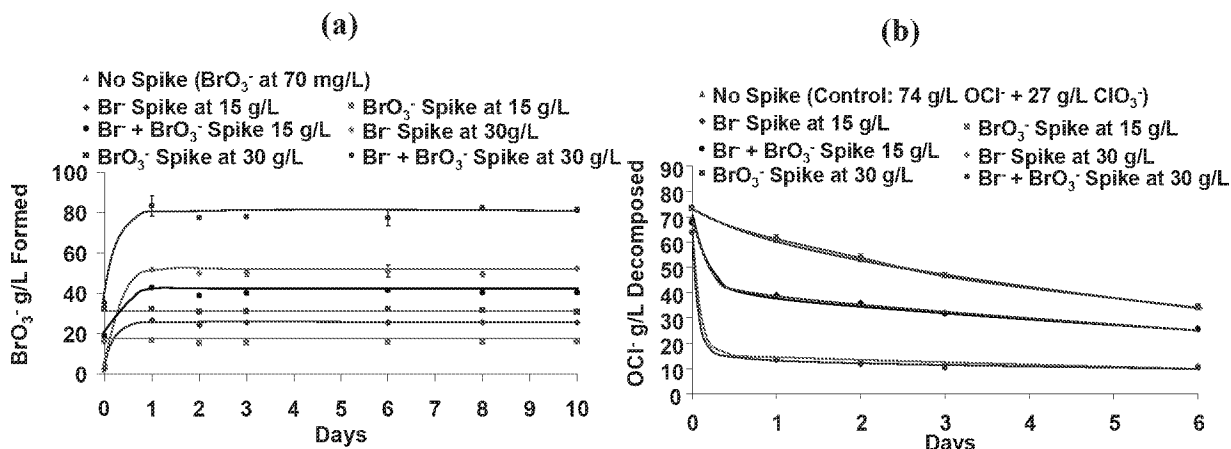 (a)
No Spike (BrO₃⁻ at 70 mg/L)
Br⁻ Spike at 15 g/L
BrO₃⁻ Spike at 15 g/L
Br⁻ + BrO₃⁻ Spike 15 g/L
Br⁻ Spike at 30g/L
BrO₃⁻ Spike at 30 g/L
Br⁻ + BrO₃⁻ Spike at 30 g/L
BrO₃⁻ g/L Formed
100
80
60
40
20
0
0 1 2 3 4 5 6 8 6 10
Days
(b)
No Spike (Control: 74 g/L OCl⁻ + 27 g/L ClO₃⁻)
Br⁻ Spike at 15 g/L
BrO₃⁻ Spike at 15 g/L
Br⁻ + BrO₃⁻ Spike 15 g/L
Br⁻ Spike at 30 g/L
BrO₃⁻ Spike at 30 g/L
Br⁻ + BrO₃⁻ Spike at 30 g/L
OCl⁻ g/L Decomposed
80
70
60
50
40
30
20
10
0
0 1 2 3 4 5 6
Days